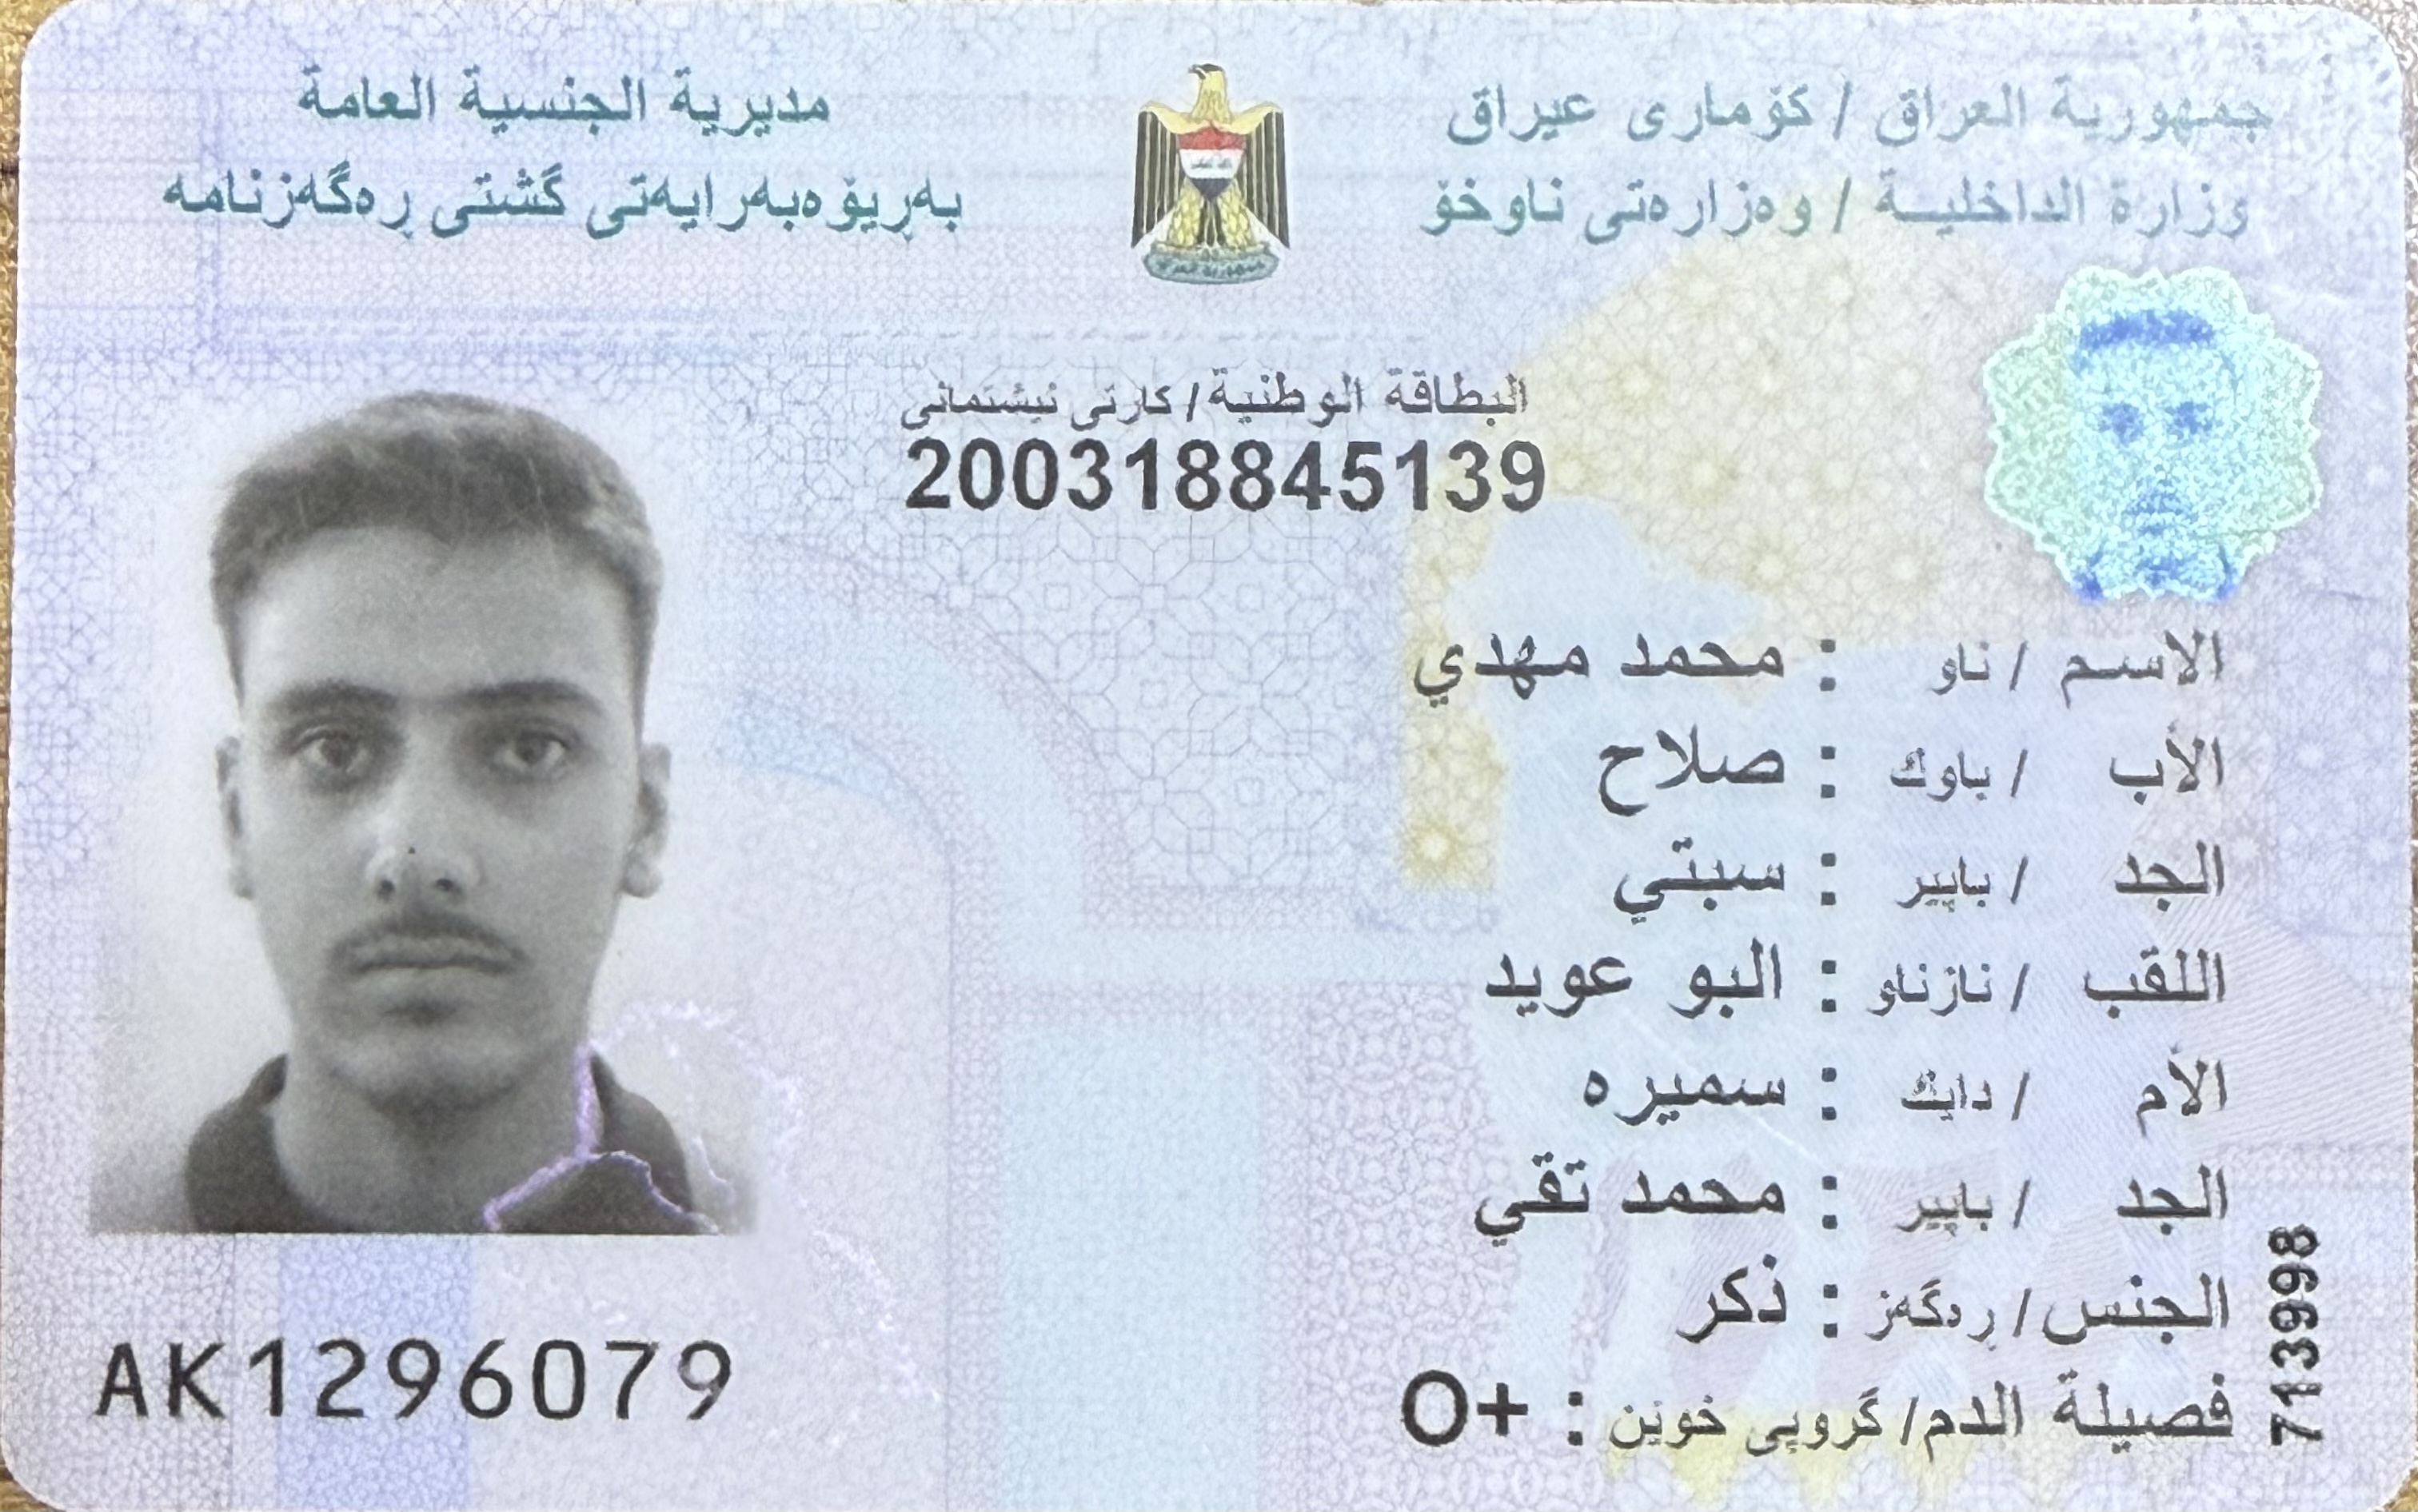 جمهورية العراق / كۆماری عیراق
وزارة الداخلية / وەزارەتی ناوخۆ
مديرية الجنسية العامة
بەڕیوەبەرایەتی گشتی ڕەگەزنامە
البطاقة الوطنية / كارتی نیشتمانی
200318845139
الاسم / ناو : محمد مهدي
الأب / باوك : صلاح
الجد / باپیر : سبتي
اللقب / نازناو : البو عويد
الأم / دایك : سميره
الجد / باپیر : محمد تقي
الجنس / ڕەگەز : ذكر
فصيلة الدم / گروپی خوێن : O+
AK1296079
713998